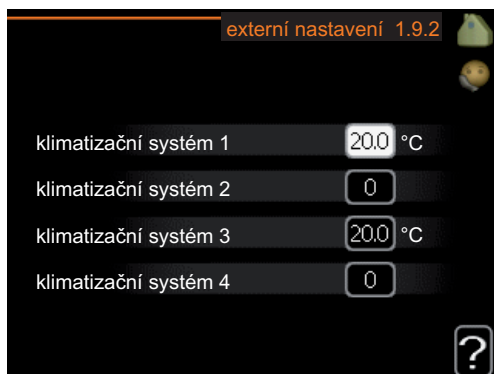 externí nastavení 1.9.2
klimatizační systém 1 20.0 °C
klimatizační systém 2 0
klimatizační systém 3 20.0 °C
klimatizační systém 4 0
?